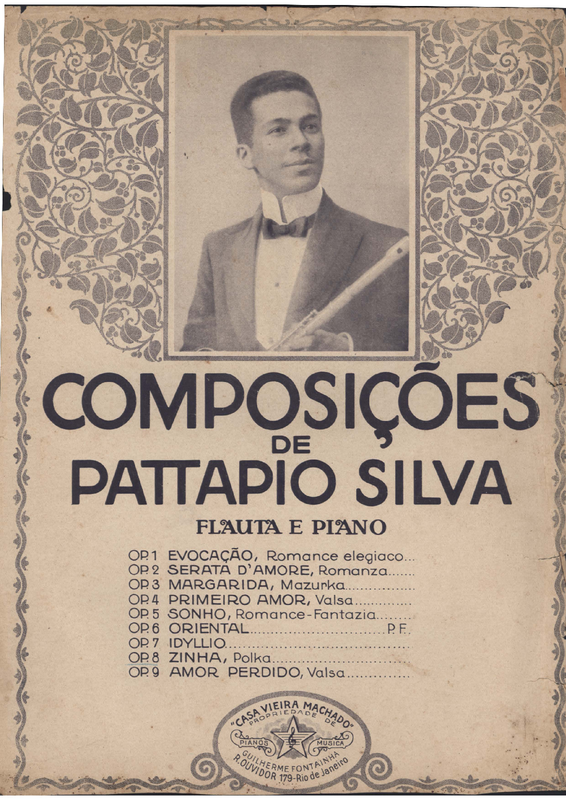 COMPOSIÇÕES
DE
PATTAPIO SILVA
FLAUTA E PIANO
OP.1 EVOCAÇÃO, Romance elegiaco...
OP.2 SERATA D'AMORE, Romanza......
OP.3 MARGARIDA, Mazurka..............
OP.4 PRIMEIRO AMOR, Valsa............
OP.5 SONHO, Romance-Fantazia........
OP.6 ORIENTAL........................... P.F.
OP.7 IDYLLIO.....................................
OP.8 ZINHA, Polka............................
OP.9 AMOR PERDIDO, Valsa.............
"CASA VIEIRA MACHADO"
PROPRIEDADE DE
PIANOS MUSICA
GUILHERME FONTAINHA
R. OUVIDOR 179-Rio de Janeiro